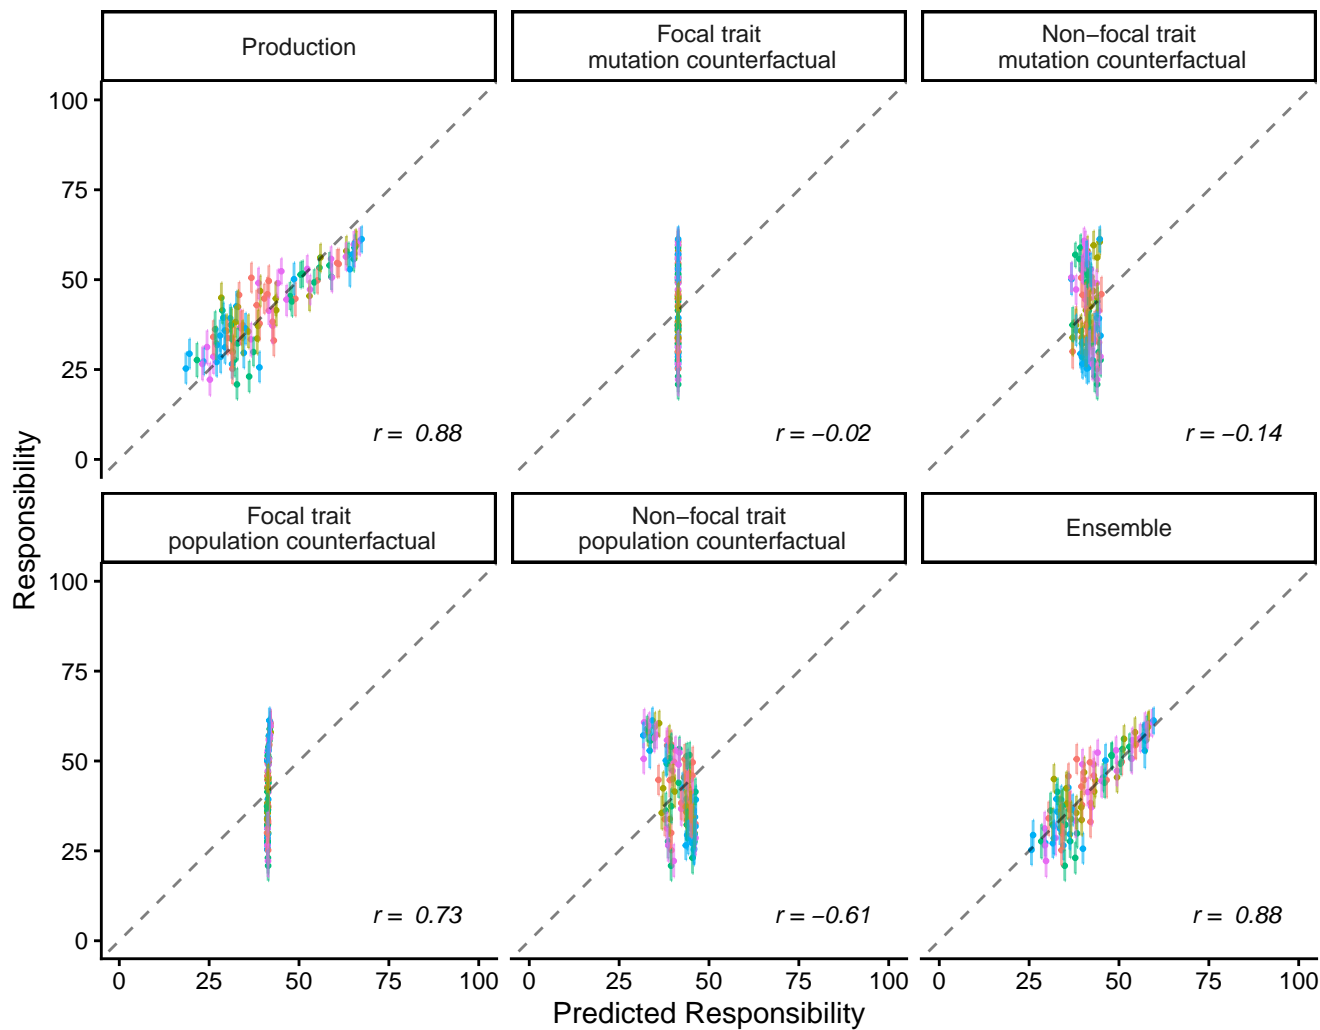 Production
Focal trait
mutation counterfactual
Non−focal trait
mutation counterfactual
100
75
50
25
0
r = 0.88
r = −0.02
r = −0.14
Responsibility
Focal trait
population counterfactual
Non−focal trait
population counterfactual
Ensemble
100
75
50
25
0
r = 0.73
r = −0.61
r = 0.88
0 25 50 75 100
0 25 50 75 100
0 25 50 75 100
Predicted Responsibility